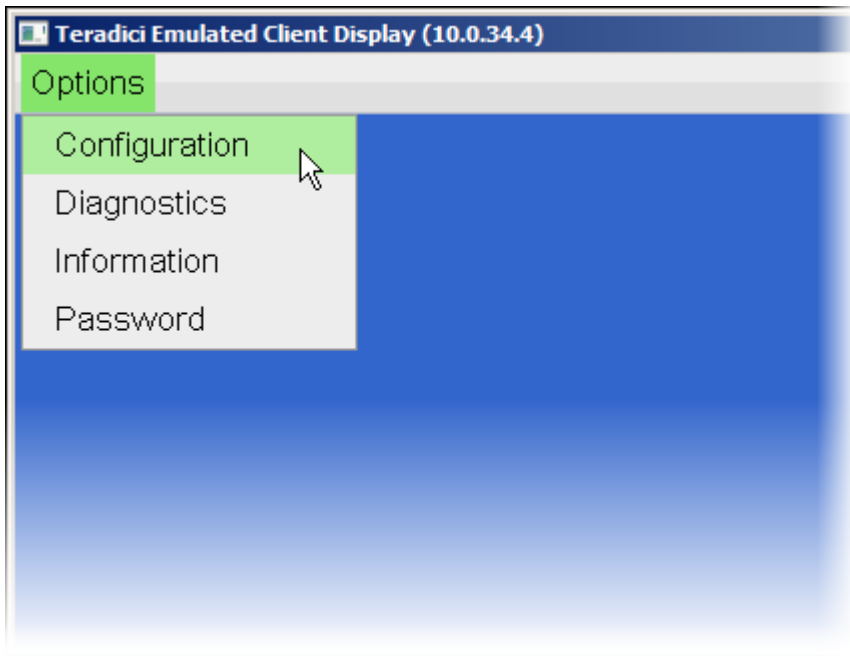 Teradici Emulated Client Display (10.0.34.4)
Options
Configuration
Diagnostics
Information
Password